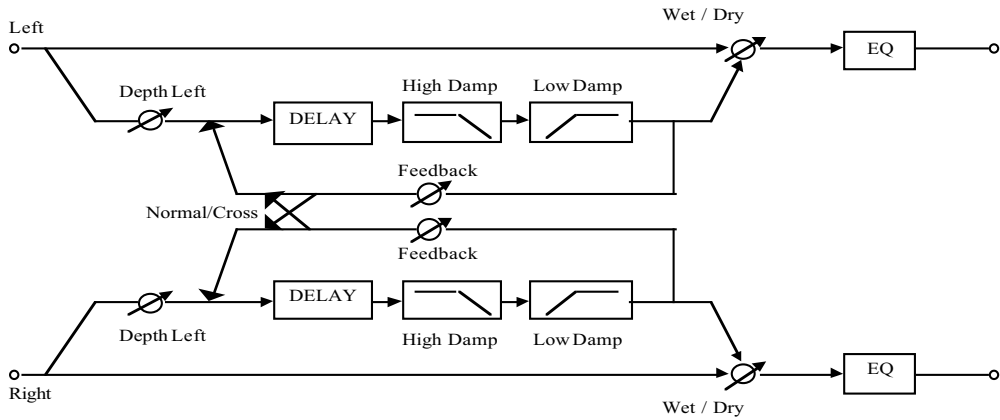 Wet / Dry
Left
EQ
High Damp
Low Damp
Depth Left
DELAY
Feedback
Normal/Cross
Feedback
DELAY
Depth Left
High Damp
Low Damp
EQ
Right
Wet / Dry